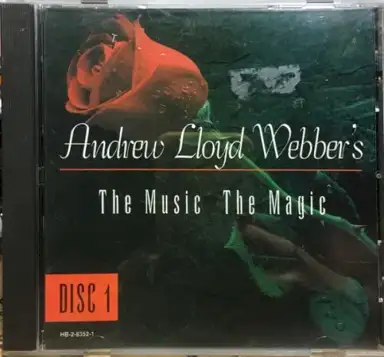 Andrew Lloyd Webber's
The Music The Magic
DISC 1
HB-2-8352-1